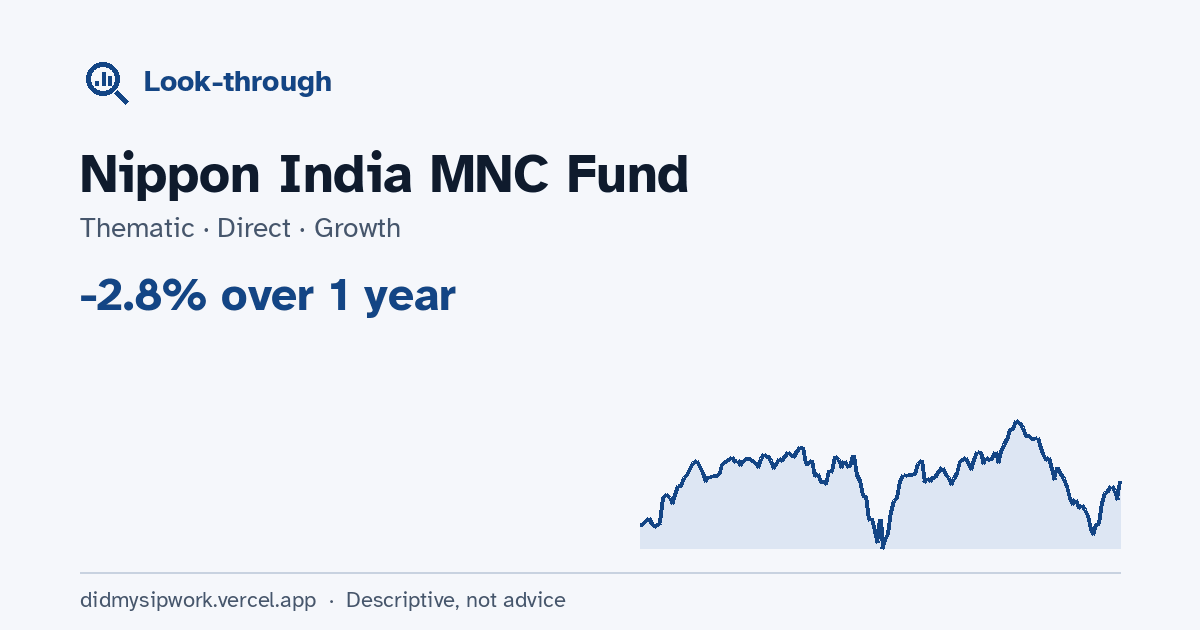 Look-through
Nippon India MNC Fund
Thematic · Direct · Growth
-2.8% over 1 year
didmysipwork.vercel.app · Descriptive, not advice